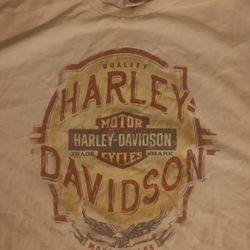 QUALITY
HARLEY-
MOTOR
HARLEY-DAVIDSON
CYCLES
TRADE MARK
DAVIDSON